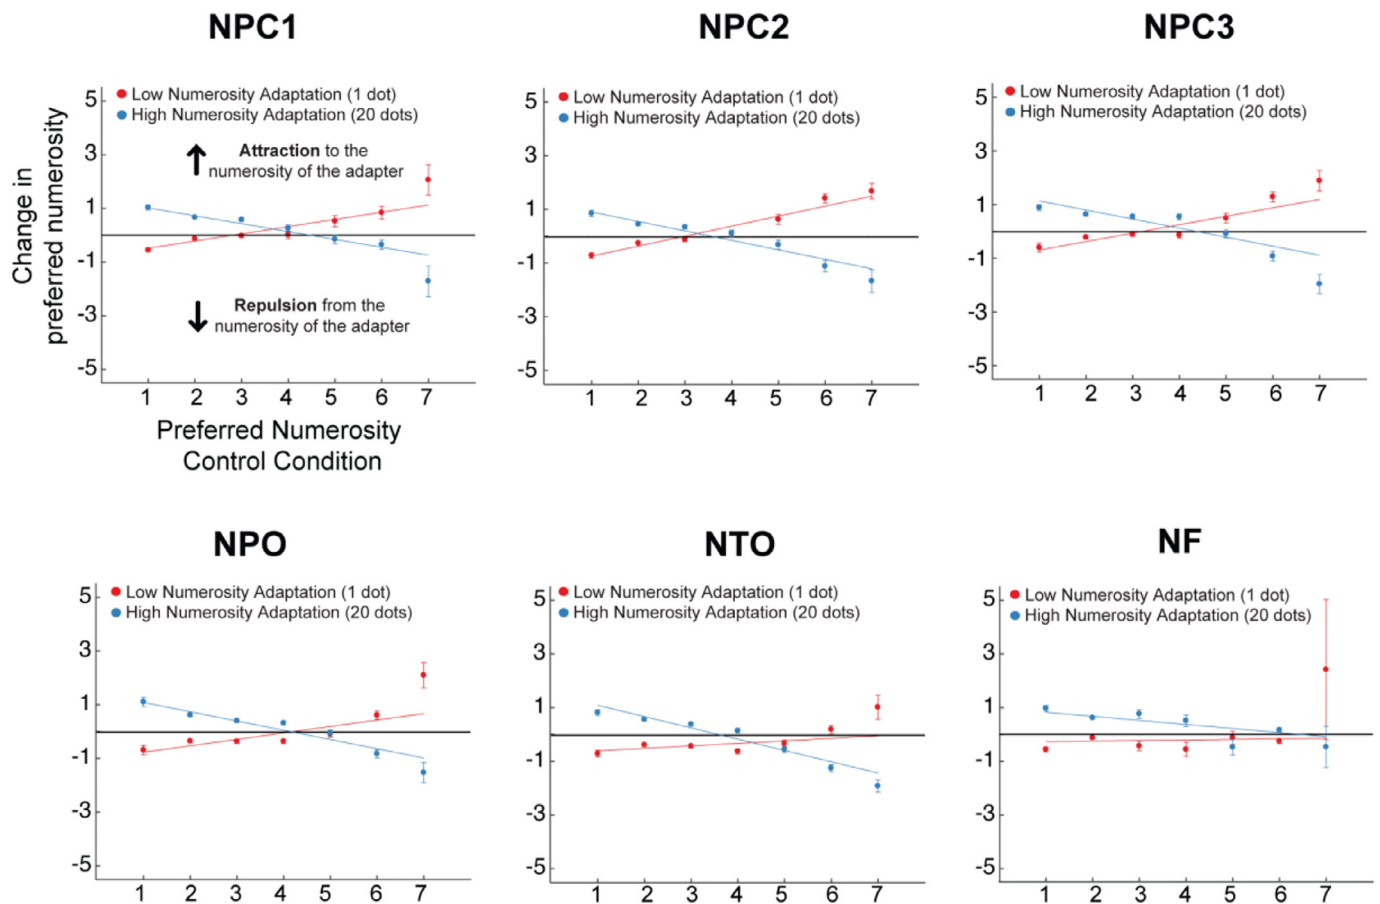 NPC1
NPC2
NPC3
Low Numerosity Adaptation (1 dot)
High Numerosity Adaptation (20 dots)
Attraction to the
numerosity of the adapter
Repulsion from the
numerosity of the adapter
Change in
preferred numerosity
5
3
1
-1
-3
-5
1 2 3 4 5 6 7
Preferred Numerosity
Control Condition
Low Numerosity Adaptation (1 dot)
High Numerosity Adaptation (20 dots)
5
3
1
-1
-3
-5
1 2 3 4 5 6 7
Low Numerosity Adaptation (1 dot)
High Numerosity Adaptation (20 dots)
5
3
1
-1
-3
-5
1 2 3 4 5 6 7
NPO
NTO
NF
Low Numerosity Adaptation (1 dot)
High Numerosity Adaptation (20 dots)
5
3
1
-1
-3
-5
1 2 3 4 5 6 7
Low Numerosity Adaptation (1 dot)
High Numerosity Adaptation (20 dots)
5
3
1
-1
-3
-5
1 2 3 4 5 6 7
Low Numerosity Adaptation (1 dot)
High Numerosity Adaptation (20 dots)
5
3
1
-1
-3
-5
1 2 3 4 5 6 7